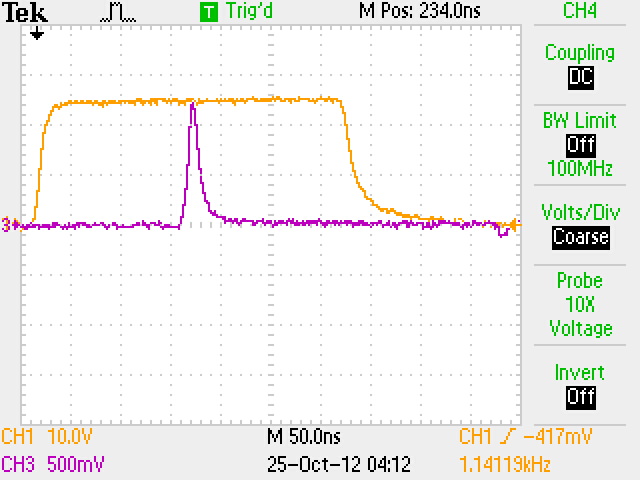 Tek T Trig'd M Pos: 234.0ns CH4
Coupling
DC
BW Limit
Off
100MHz
Volts/Div
Coarse
3
Probe
10X
Voltage
Invert
Off
CH1 10.0V M 50.0ns CH1 -417mV
CH3 500mV 25-Oct-12 04:12 1.14119kHz